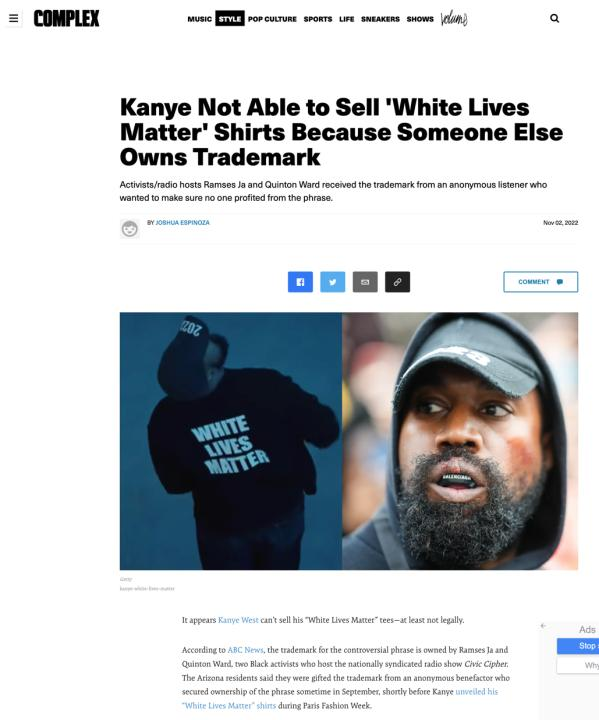 COMPLEX
MUSIC STYLE POP CULTURE SPORTS LIFE SNEAKERS SHOWS volume
Kanye Not Able to Sell 'White Lives
Matter' Shirts Because Someone Else
Owns Trademark
Activists/radio hosts Ramses Ja and Quinton Ward received the trademark from an anonymous listener who
wanted to make sure no one profited from the phrase.
BY JOSHUA ESPINOZA
Nov 02, 2022
COMMENT
2023
WHITE
LIVES
MATTER
BALENCIAGA
Getty
kanye-white-lives-matter
It appears Kanye West can't sell his “White Lives Matter” tees—at least not legally.
According to ABC News, the trademark for the controversial phrase is owned by Ramses Ja and
Quinton Ward, two Black activists who host the nationally syndicated radio show Civic Cipher.
The Arizona residents said they were gifted the trademark from an anonymous benefactor who
secured ownership of the phrase sometime in September, shortly before Kanye unveiled his
“White Lives Matter” shirts during Paris Fashion Week.
Ads
Stop
Why